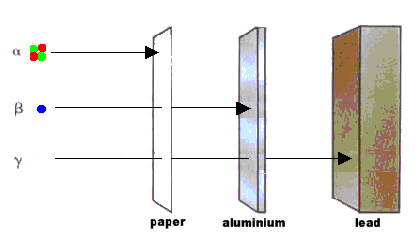 α
β
γ
paper aluminium lead